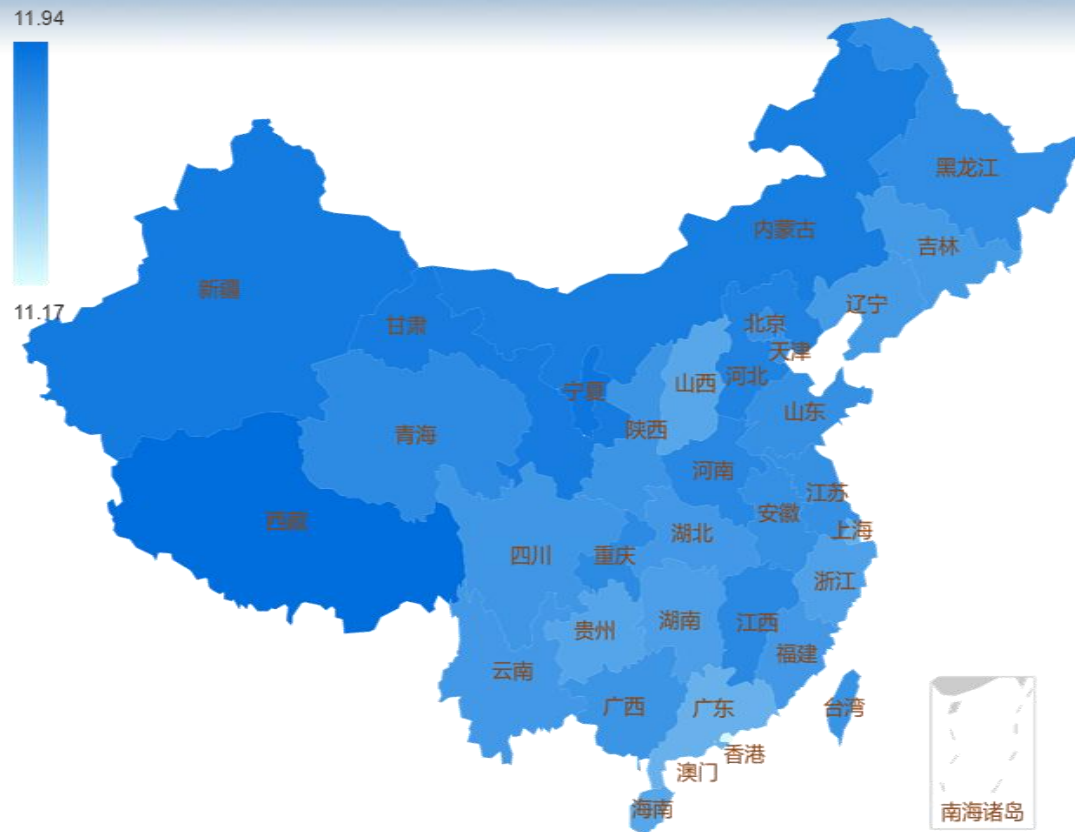 11.94
11.17
黑龙江
内蒙古
吉林
新疆
辽宁
甘肃
北京
天津
宁夏
山西
河北
山东
陕西
青海
河南
江苏
安徽
西藏
上海
湖北
四川
重庆
浙江
贵州
湖南
江西
福建
云南
广西
广东
台湾
香港
澳门
海南
南海诸岛